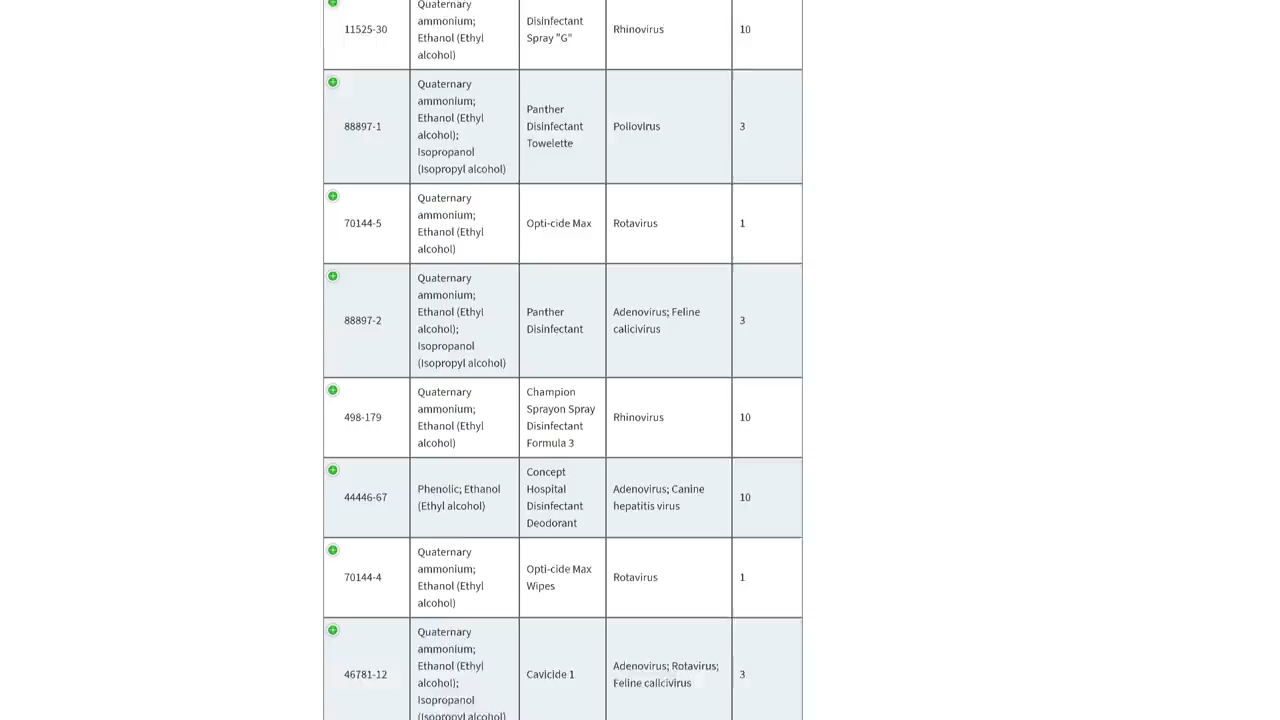 Quaternary
ammonium;
Ethanol (Ethyl
alcohol)
11525-30
Disinfectant
Spray "G"
Rhinovirus
10
88897-1
Quaternary
ammonium;
Ethanol (Ethyl
alcohol);
Isopropanol
(Isopropyl alcohol)
Panther
Disinfectant
Towelette
Poliovirus
3
70144-5
Quaternary
ammonium;
Ethanol (Ethyl
alcohol)
Opti-cide Max
Rotavirus
1
88897-2
Quaternary
ammonium;
Ethanol (Ethyl
alcohol);
Isopropanol
(Isopropyl alcohol)
Panther
Disinfectant
Adenovirus; Feline
calicivirus
3
498-179
Quaternary
ammonium;
Ethanol (Ethyl
alcohol)
Champion
Sprayon Spray
Disinfectant
Formula 3
Rhinovirus
10
44446-67
Phenolic; Ethanol
(Ethyl alcohol)
Concept
Hospital
Disinfectant
Deodorant
Adenovirus; Canine
hepatitis virus
10
70144-4
Quaternary
ammonium;
Ethanol (Ethyl
alcohol)
Opti-cide Max
Wipes
Rotavirus
1
46781-12
Quaternary
ammonium;
Ethanol (Ethyl
alcohol);
Isopropanol
(Isopropyl alcohol)
Cavicide 1
Adenovirus; Rotavirus;
Feline calicivirus
3